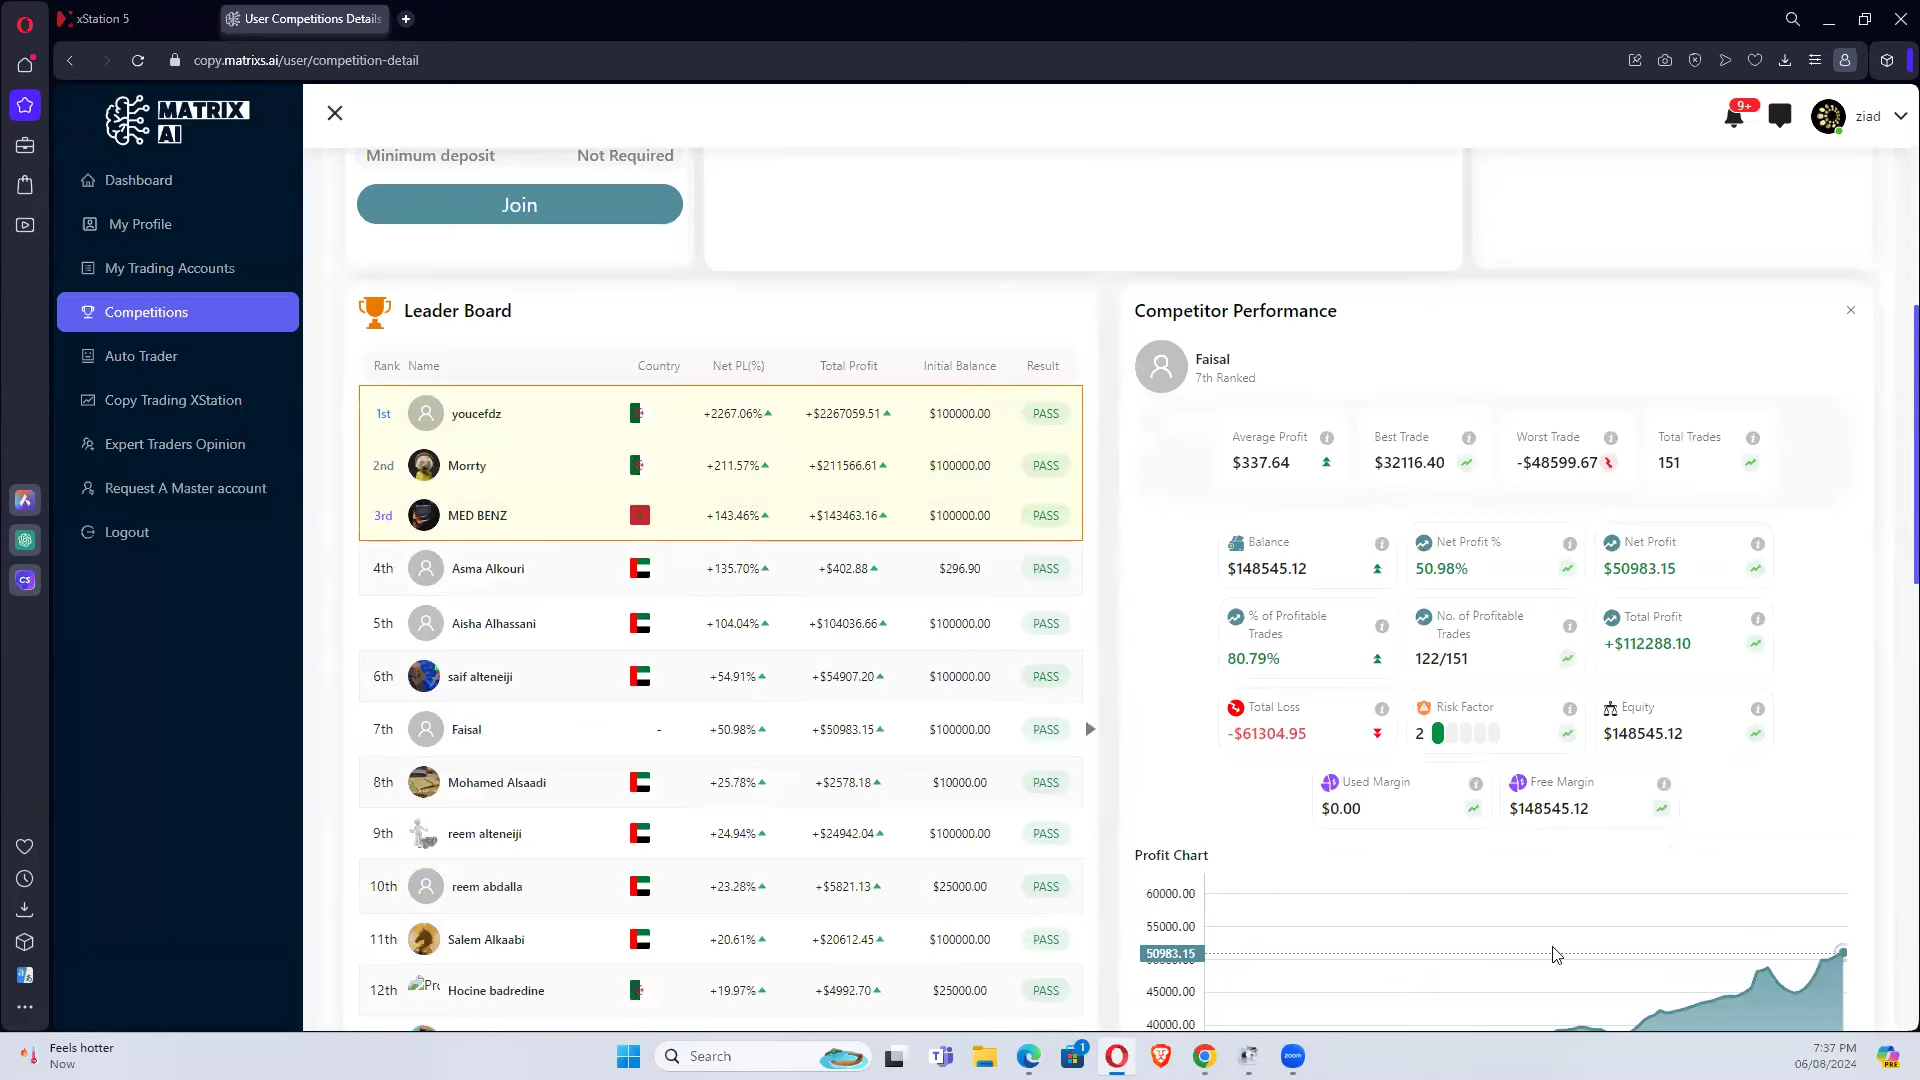 xStation 5
User Competitions Details
copy.matrixs.ai/user/competition-detail
MATRIX
AI
9+
ziad
Dashboard
My Profile
My Trading Accounts
Competitions
Auto Trader
Copy Trading XStation
Expert Traders Opinion
Request A Master account
Logout
Minimum deposit Not Required
Join
Leader Board
Rank Name Country Net PL(%) Total Profit Initial Balance Result
1st youcefdz +2267.06% +$2267059.51 $100000.00 PASS
2nd Morrty +211.57% +$211566.61 $100000.00 PASS
3rd MED BENZ +143.46% +$143463.16 $100000.00 PASS
4th Asma Alkouri +135.70% +$402.88 $296.90 PASS
5th Aisha Alhassani +104.04% +$104036.66 $100000.00 PASS
6th saif alteneiji +54.91% +$54907.20 $100000.00 PASS
7th Faisal - +50.98% +$50983.15 $100000.00 PASS
8th Mohamed Alsaadi +25.78% +$2578.18 $10000.00 PASS
9th reem alteneiji +24.94% +$24942.04 $100000.00 PASS
10th reem abdalla +23.28% +$5821.13 $25000.00 PASS
11th Salem Alkaabi +20.61% +$20612.45 $100000.00 PASS
12th Hocine badredine +19.97% +$4992.70 $25000.00 PASS
Competitor Performance
Faisal
7th Ranked
Average Profit Best Trade Worst Trade Total Trades
$337.64 $32116.40 -$48599.67 151
Balance Net Profit % Net Profit
$148545.12 50.98% $50983.15
% of Profitable No. of Profitable Total Profit
Trades Trades +$112288.10
80.79% 122/151
Total Loss Risk Factor Equity
-$61304.95 2 $148545.12
Used Margin Free Margin
$0.00 $148545.12
Profit Chart
60000.00
55000.00
50983.15
45000.00
40000.00
Feels hotter
Now
Search
1
zoom
7:37 PM
06/08/2024
PRE
CS